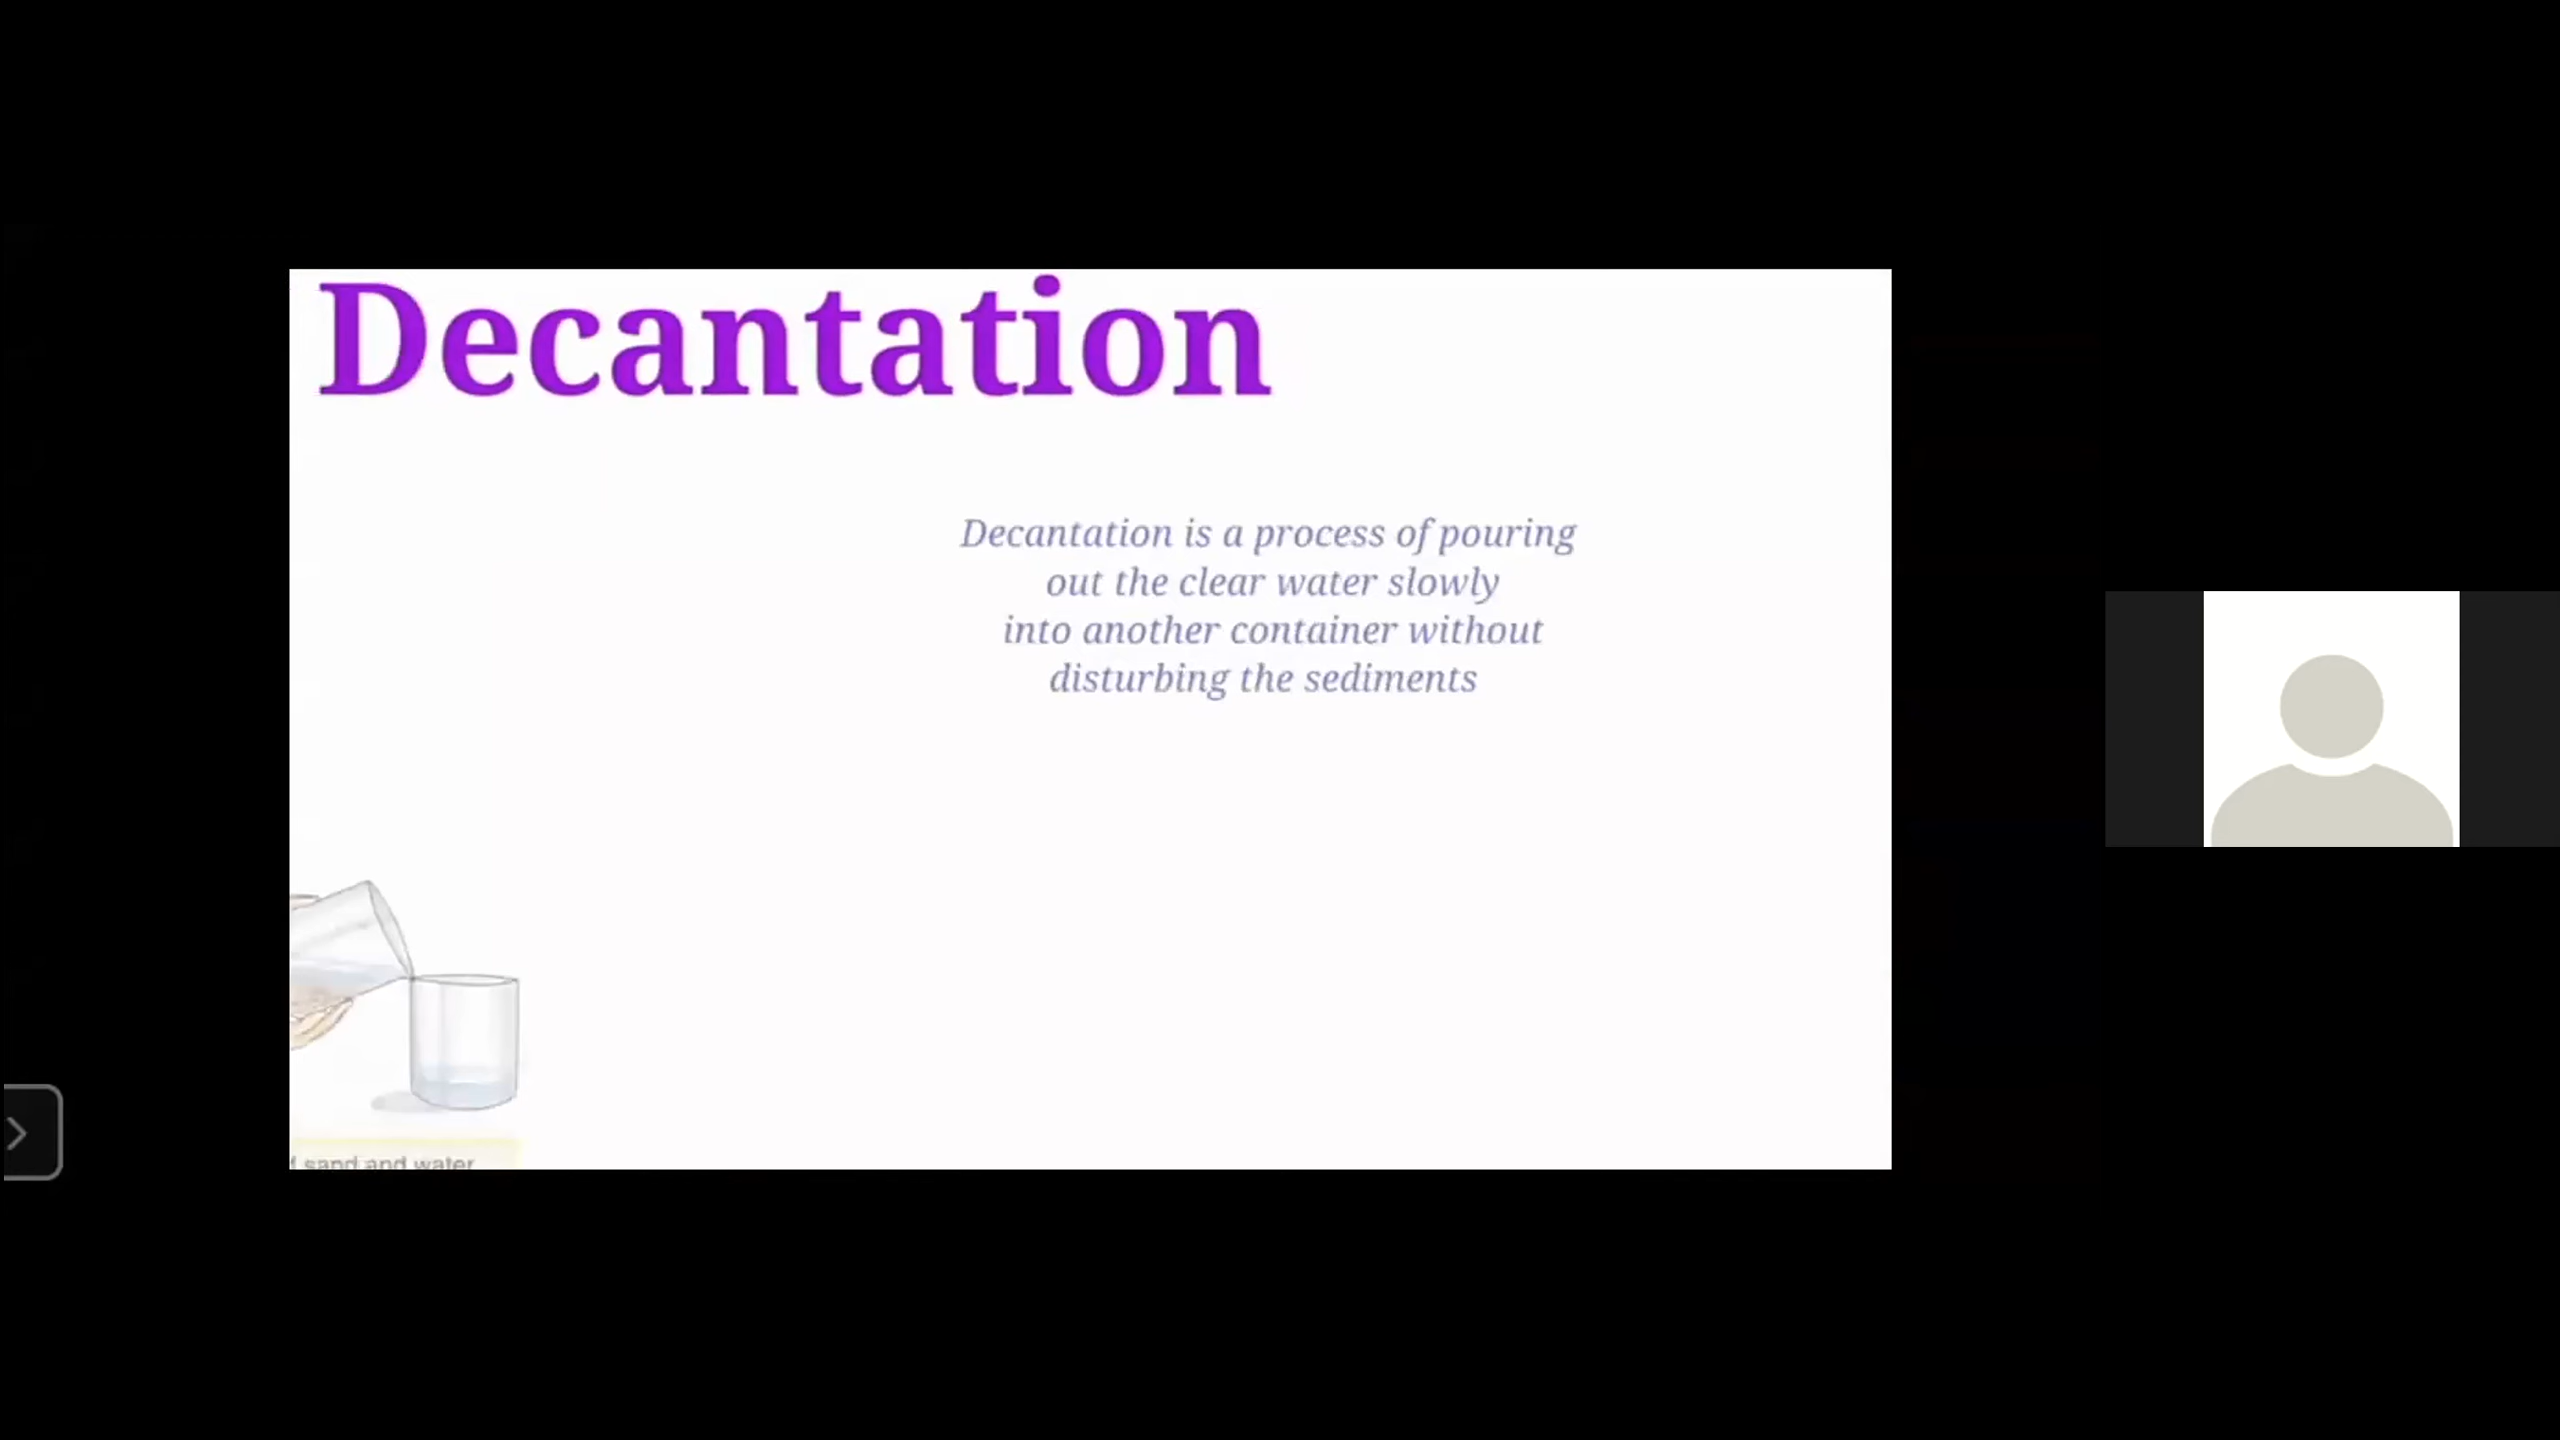 Decantation
Decantation is a process of pouring
out the clear water slowly
into another container without
disturbing the sediments
sand and water